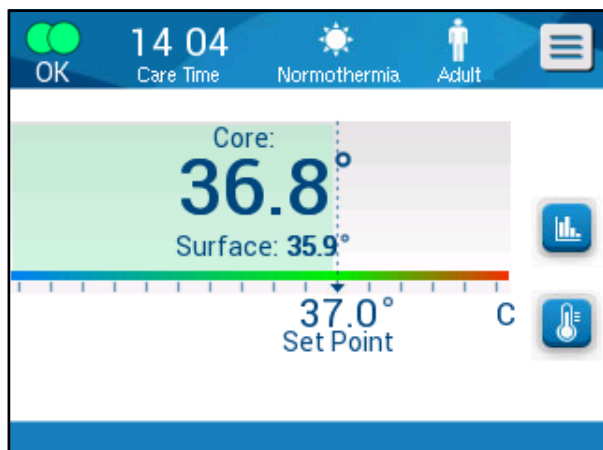 14 04
OK
Care Time
Normothermia
Adult
Core:
36.8°
Surface: 35.9°
37.0°
C
Set Point